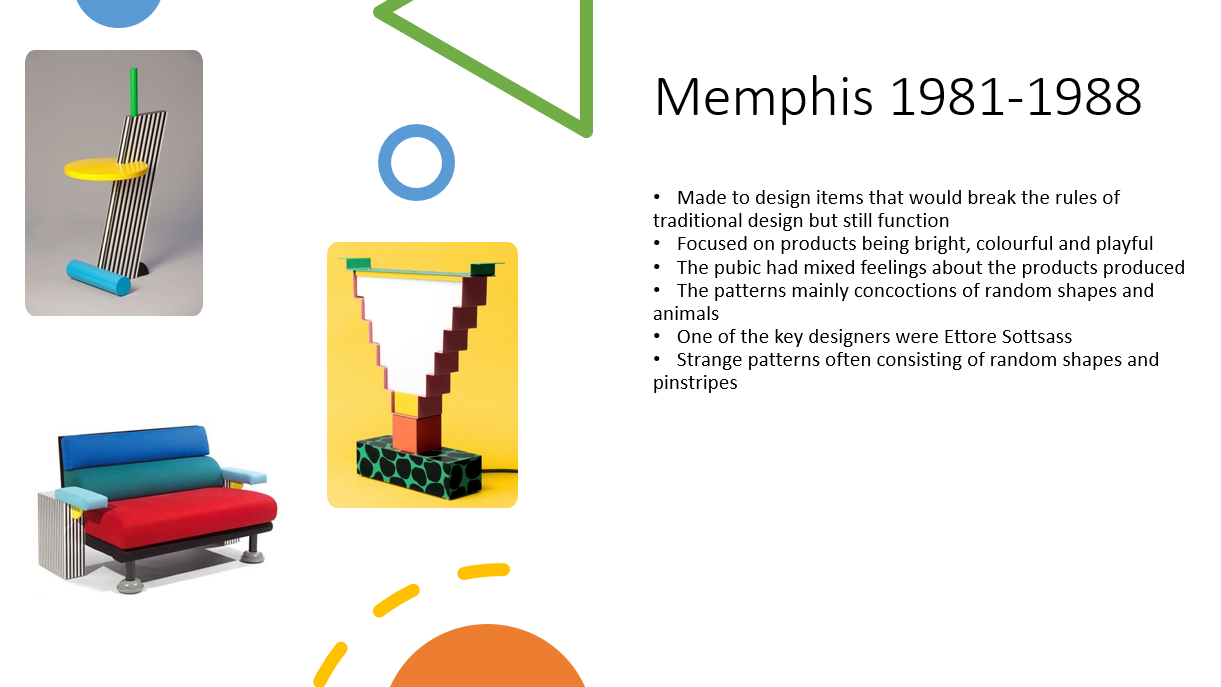 Memphis 1981-1988
• Made to design items that would break the rules of
traditional design but still function
• Focused on products being bright, colourful and playful
• The pubic had mixed feelings about the products produced
• The patterns mainly concoctions of random shapes and
animals
• One of the key designers were Ettore Sottsass
• Strange patterns often consisting of random shapes and
pinstripes